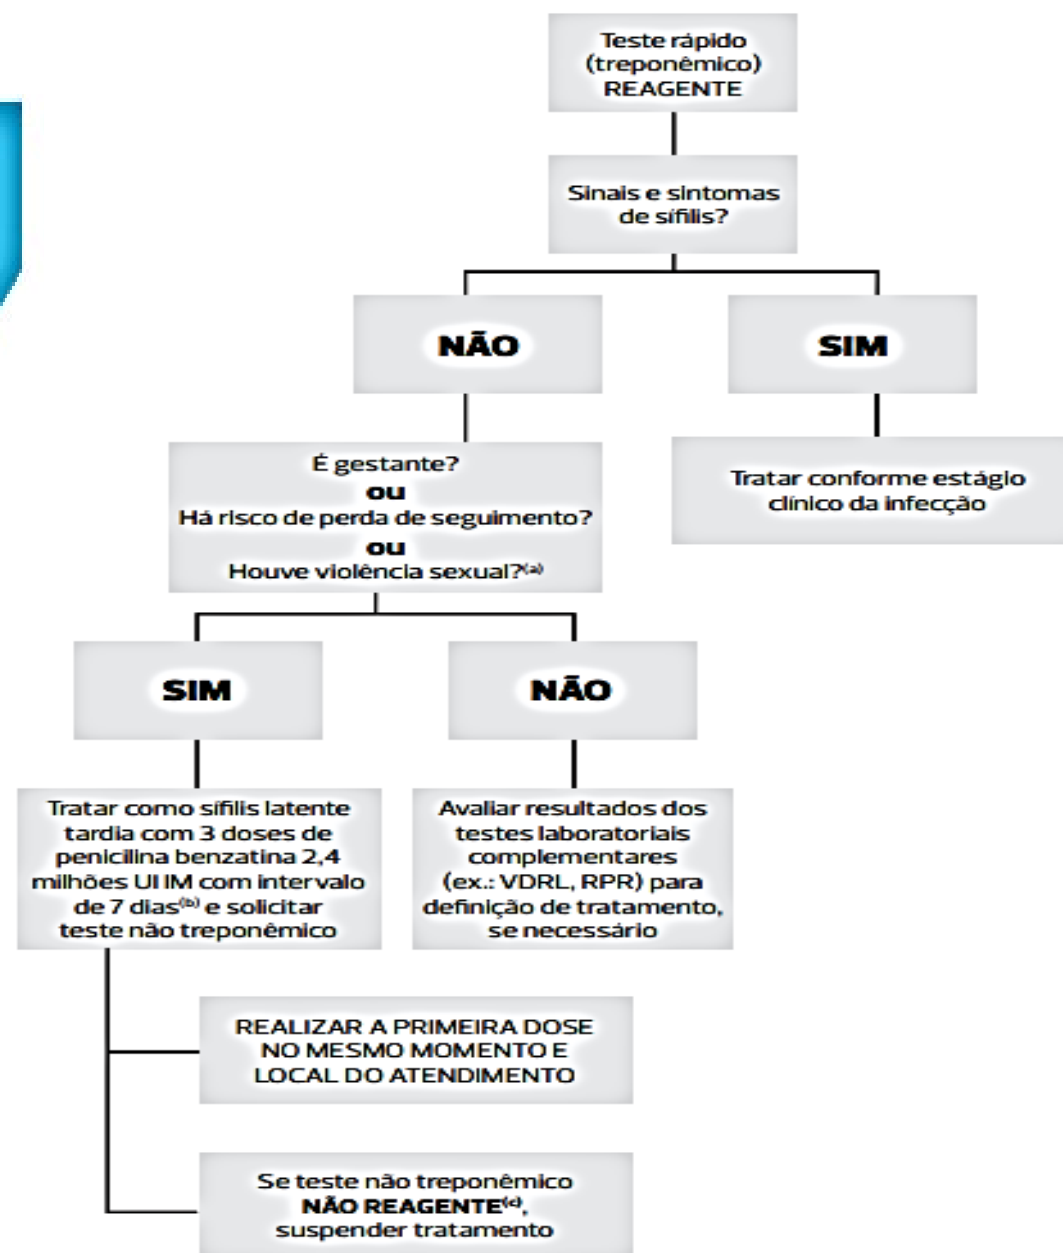 Teste rápido
(treponêmico)
REAGENTE
Sinais e sintomas
de sífilis?
NÃO
SIM
É gestante?
ou
Há risco de perda de seguimento?
ou
Houve violência sexual?(a)
Tratar conforme estágio
clínico da infecção
SIM
NÃO
Tratar como sífilis latente
tardia com 3 doses de
penicilina benzatina 2,4
milhões UI IM com intervalo
de 7 dias(b) e solicitar
teste não treponêmico
Avaliar resultados dos
testes laboratoriais
complementares
(ex.: VDRL, RPR) para
definição de tratamento,
se necessário
REALIZAR A PRIMEIRA DOSE
NO MESMO MOMENTO E
LOCAL DO ATENDIMENTO
Se teste não treponêmico
NÃO REAGENTE(c),
suspender tratamento